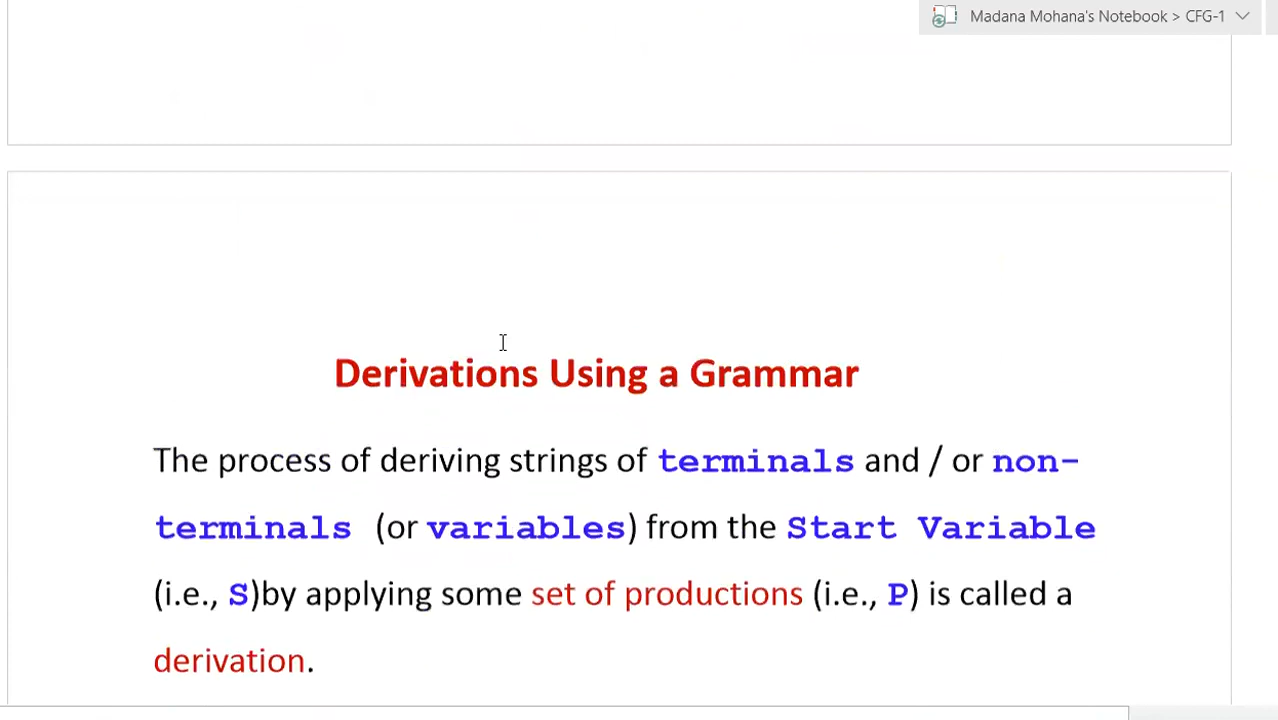 Madana Mohana's Notebook > CFG-1
Derivations Using a Grammar
The process of deriving strings of terminals and / or non-
terminals (or variables) from the Start Variable
(i.e., S)by applying some set of productions (i.e., P) is called a
derivation.